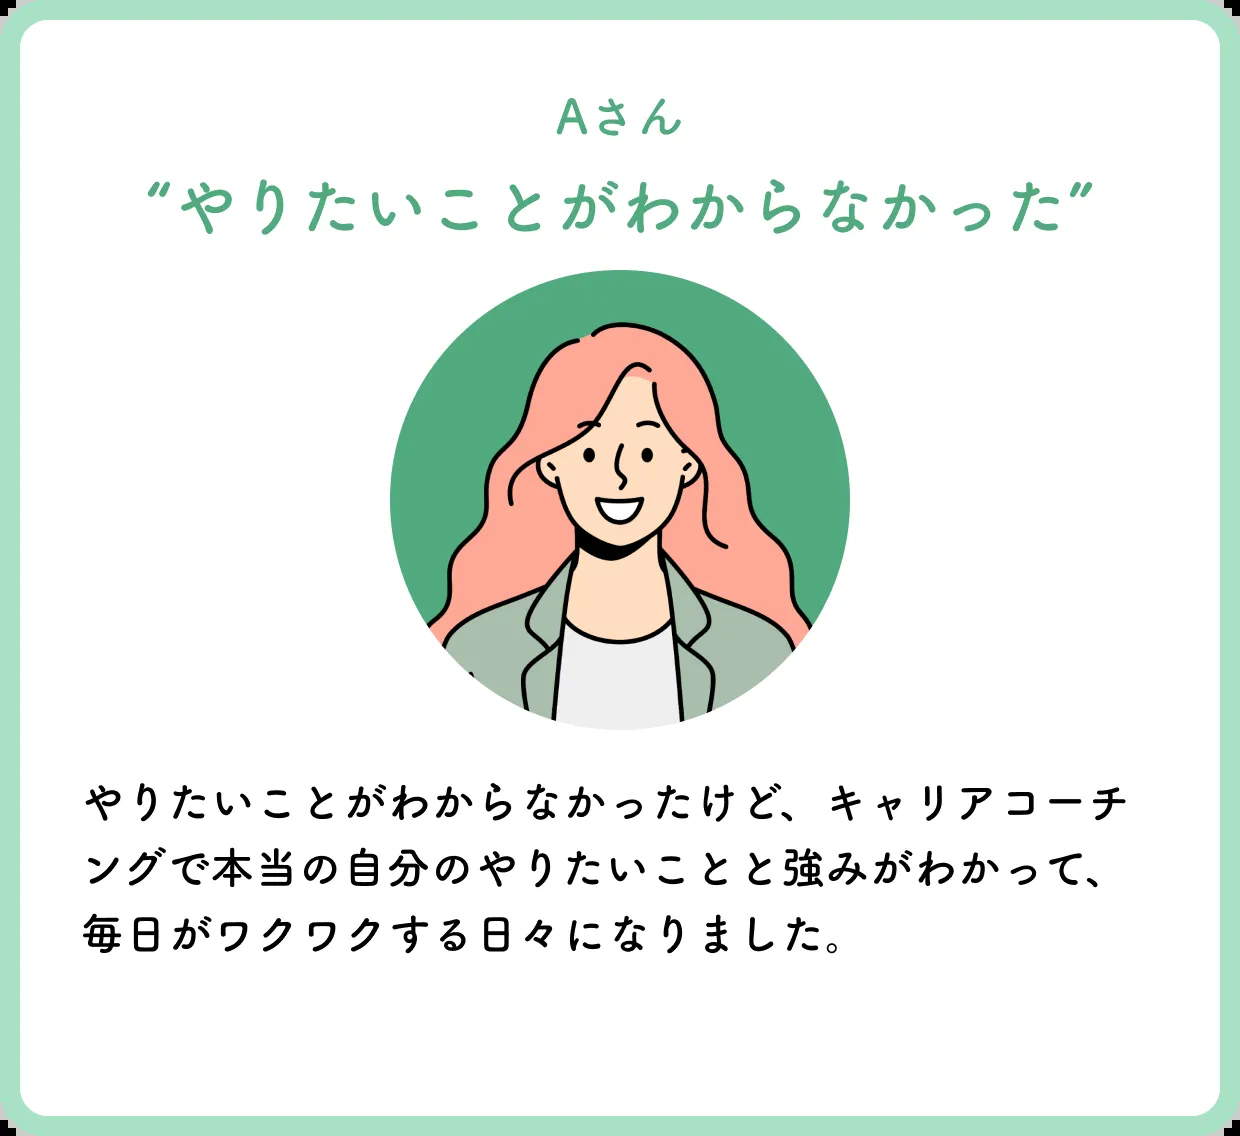 Aさん
“やりたいことがわからなかった”
やりたいことがわからなかったけど、キャリアコーチ
ングで本当の自分のやりたいことと強みがわかって、
毎日がワクワクする日々になりました。